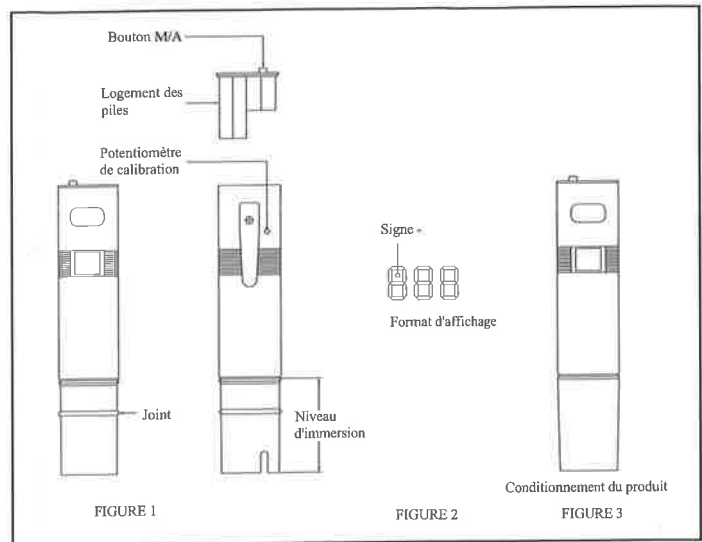 Bouton M/A
Logement des
piles
Potentiomètre
de calibration
Signe -
Format d'affichage
Joint
Niveau
d'immersion
Conditionnement du produit
FIGURE 1
FIGURE 2
FIGURE 3